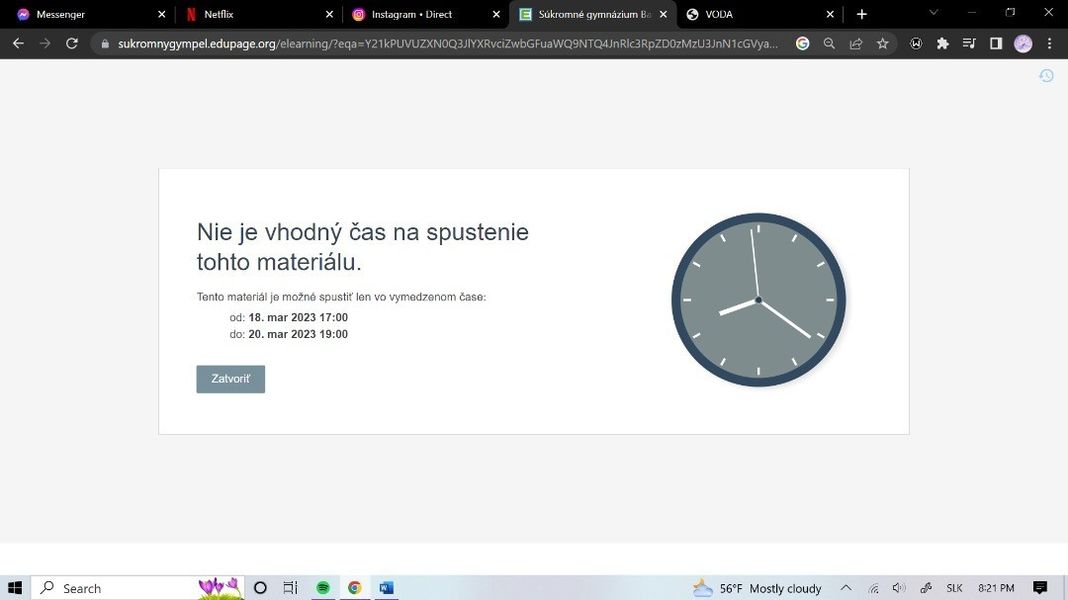 Messenger
Netflix
Instagram • Direct
Súkromné gymnázium Ba
VODA
sukromnygympel.edupage.org/elearning/?eqa=Y21kPUVUZXN0Q3JlYXRvciZwbGFuaWQ9NTQ4JnRlc3RpZD0zMzU3JnN1cGVya...
Nie je vhodný čas na spustenie
tohto materiálu.
Tento materiál je možné spustiť len vo vymedzenom čase:
od: 18. mar 2023 17:00
do: 20. mar 2023 19:00
Zatvoriť
Search
56°F Mostly cloudy
SLK
8:21 PM